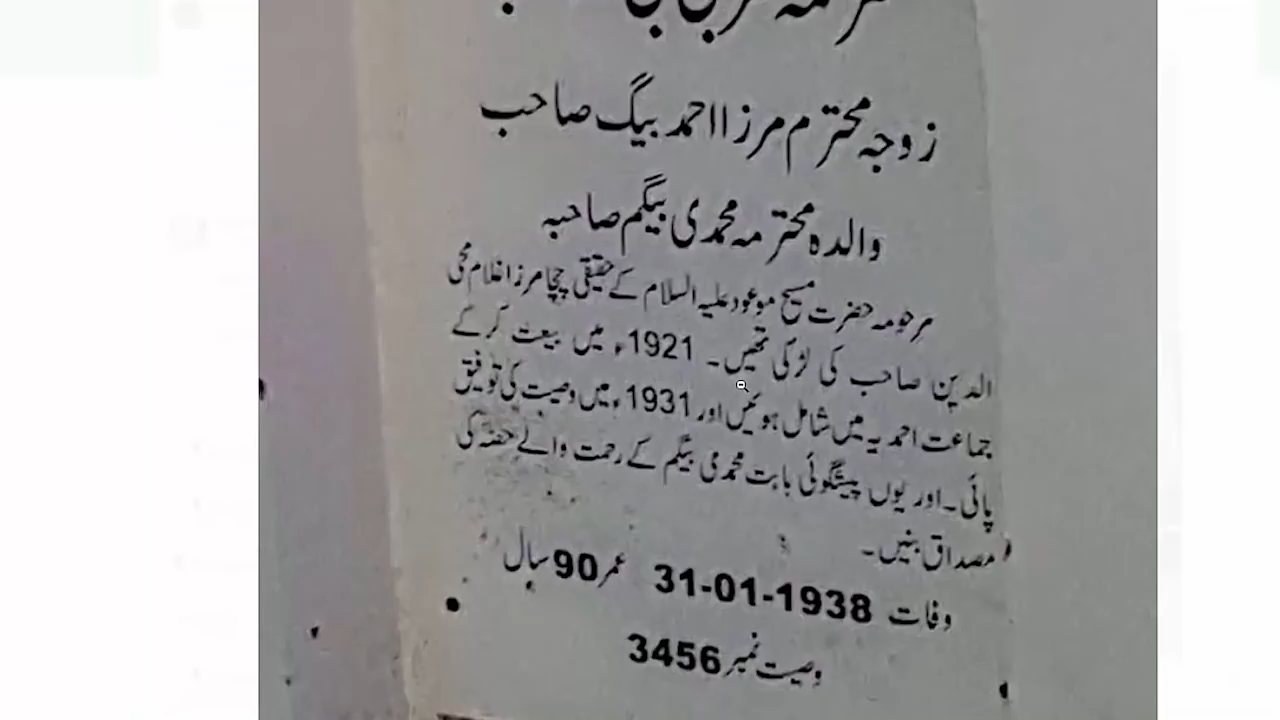 زوجہ محترم مرزا احمد بیگ صاحب
والدہ محترمہ محمدی بیگم صاحبہ
مرحومہ حضرت مسیح موعود علیہ السلام کے حقیقی چچا مرزا غلام محی
الدین صاحب کی لڑکی تھیں۔ 1921ء میں بیعت کرکے
جماعت احمدیہ میں شامل ہوئیں اور 1931ء میں وصیت کی توفیق
پائی۔ اور یوں پیشگوئی بابت محمدی بیگم کے رحمت والے حصّہ کی
مصداق بنیں۔
وفات 31-01-1938 عمر 90 سال
وصیت نمبر 3456